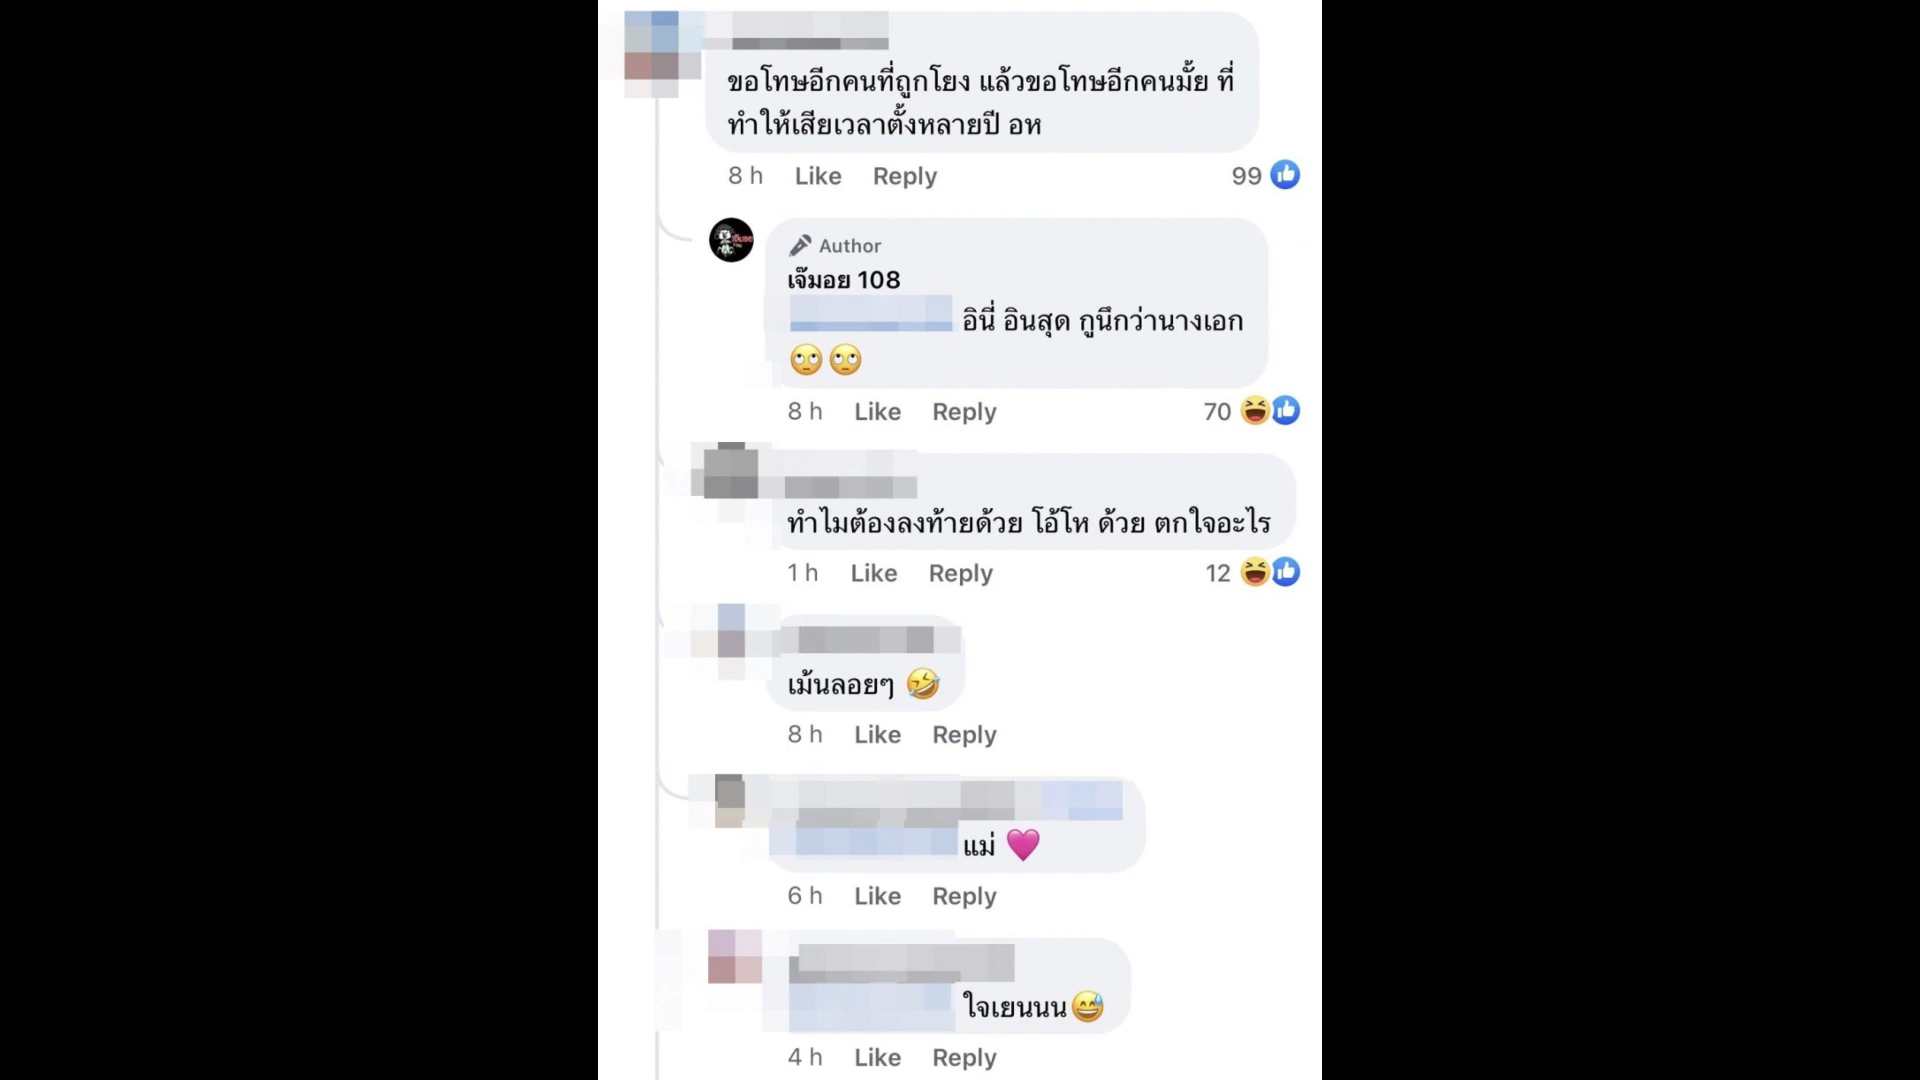 ขอโทษอีกคนที่ถูกโยง แล้วขอโทษอีกคนมั้ย ที่
ทำให้เสียเวลาตั้งหลายปี อห
8 h Like Reply 99
Author
เจ๊มอย 108
อินี่ อินสุด กูนึกว่านางเอก
🙄🙄
8 h Like Reply 70
ทำไมต้องลงท้ายด้วย โอ้โห ด้วย ตกใจอะไร
1 h Like Reply 12
เม้นลอยๆ 🤣
8 h Like Reply
แม่ 💗
6 h Like Reply
ใจเยนนน😅
4 h Like Reply